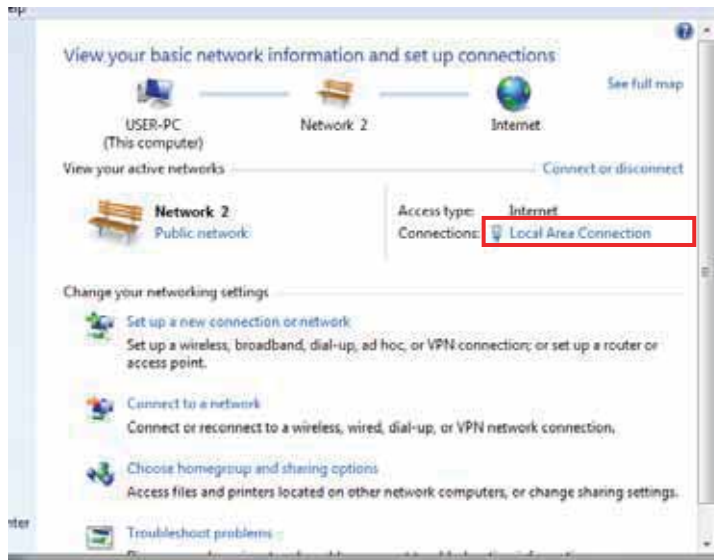 View your basic network information and set up connections
See full map
USER-PC
(This computer)
Network 2
Internet
View your active networks
Connect or disconnect
Network 2
Public network
Access type: Internet
Connections: Local Area Connection
Change your networking settings
Set up a new connection or network
Set up a wireless, broadband, dial-up, ad hoc, or VPN connection; or set up a router or
access point.
Connect to a network
Connect or reconnect to a wireless, wired, dial-up, or VPN network connection.
Choose homegroup and sharing options
Access files and printers located on other network computers, or change sharing settings.
Troubleshoot problems